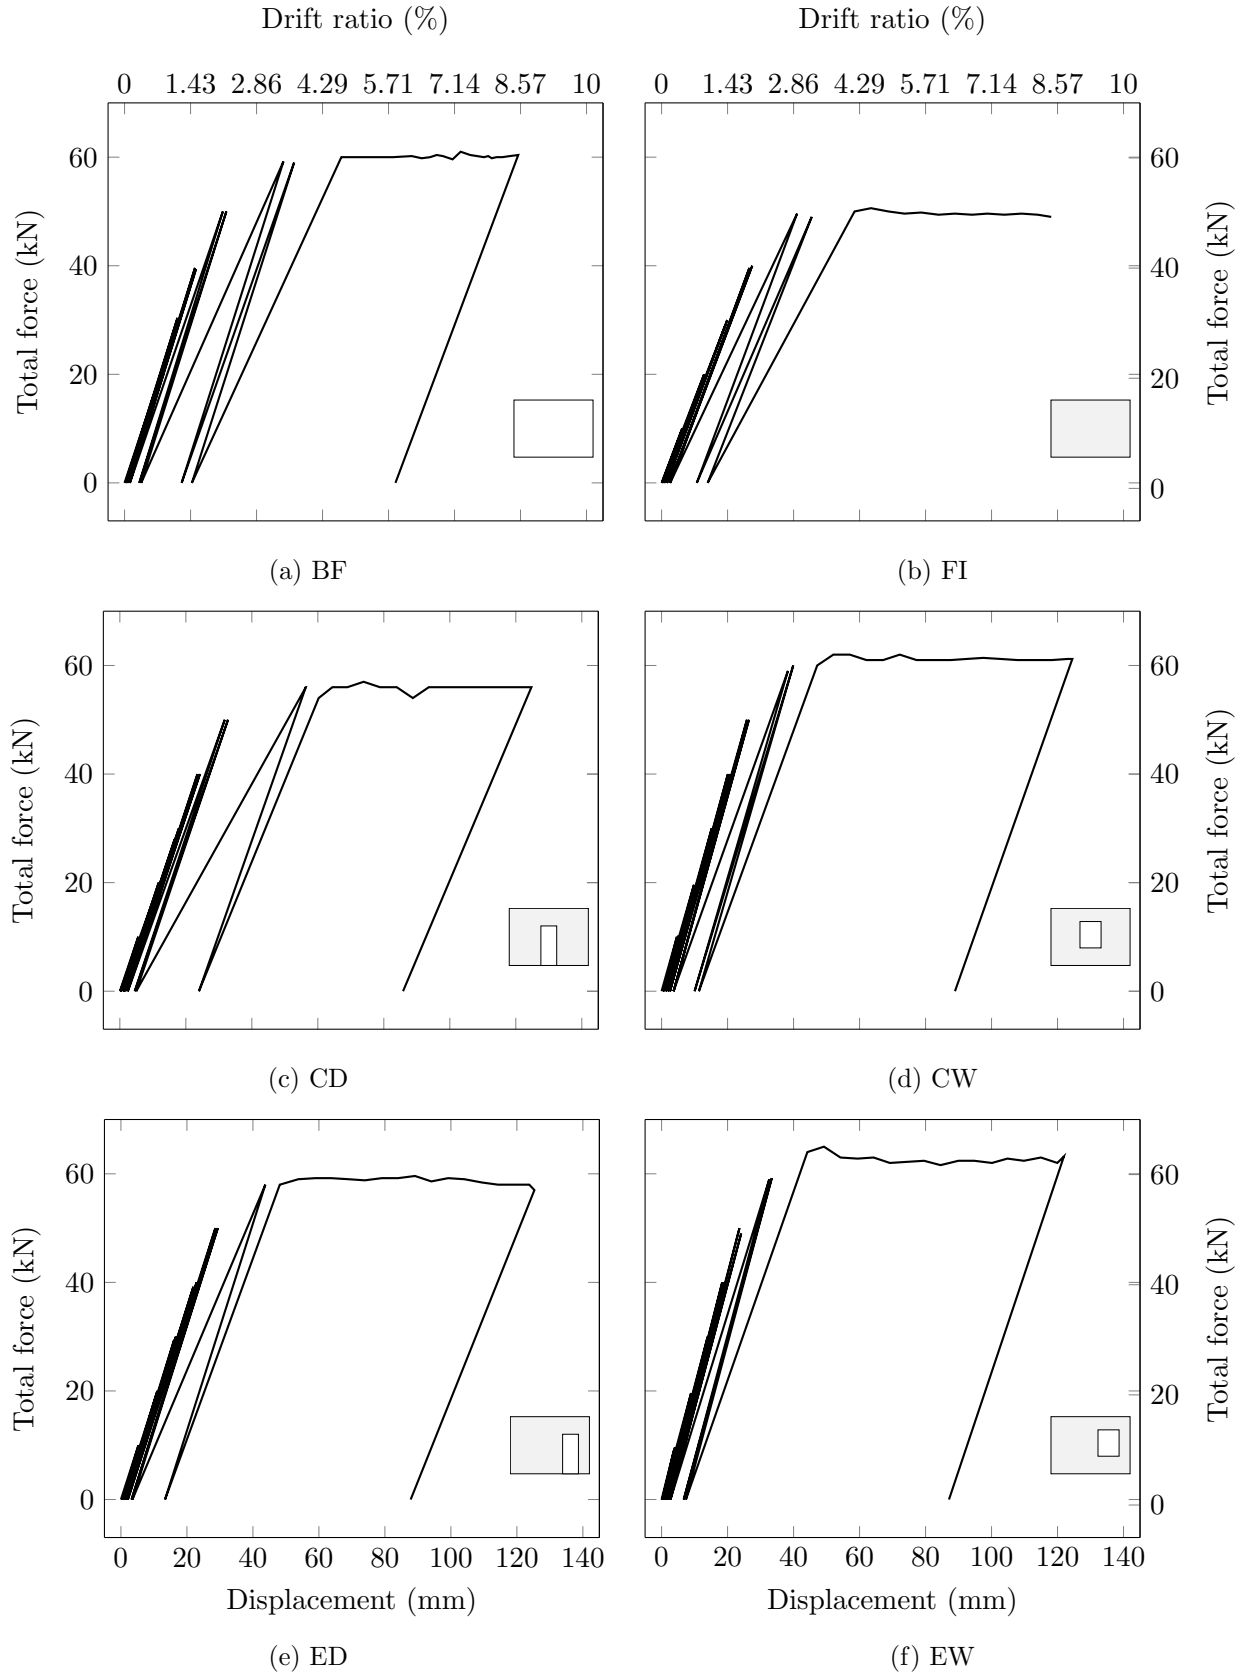 Drift ratio (%) Drift ratio (%)
0 1.43 2.86 4.29 5.71 7.14 8.57 10 0 1.43 2.86 4.29 5.71 7.14 8.57 10
60 60
40 40
20 20
0 0
Total force (kN) Total force (kN)
(a) BF (b) FI
60 60
40 40
20 20
0 0
Total force (kN) Total force (kN)
(c) CD (d) CW
60 60
40 40
20 20
0 0
Total force (kN) Total force (kN)
0 20 40 60 80 100 120 140 0 20 40 60 80 100 120 140
Displacement (mm) Displacement (mm)
(e) ED (f) EW